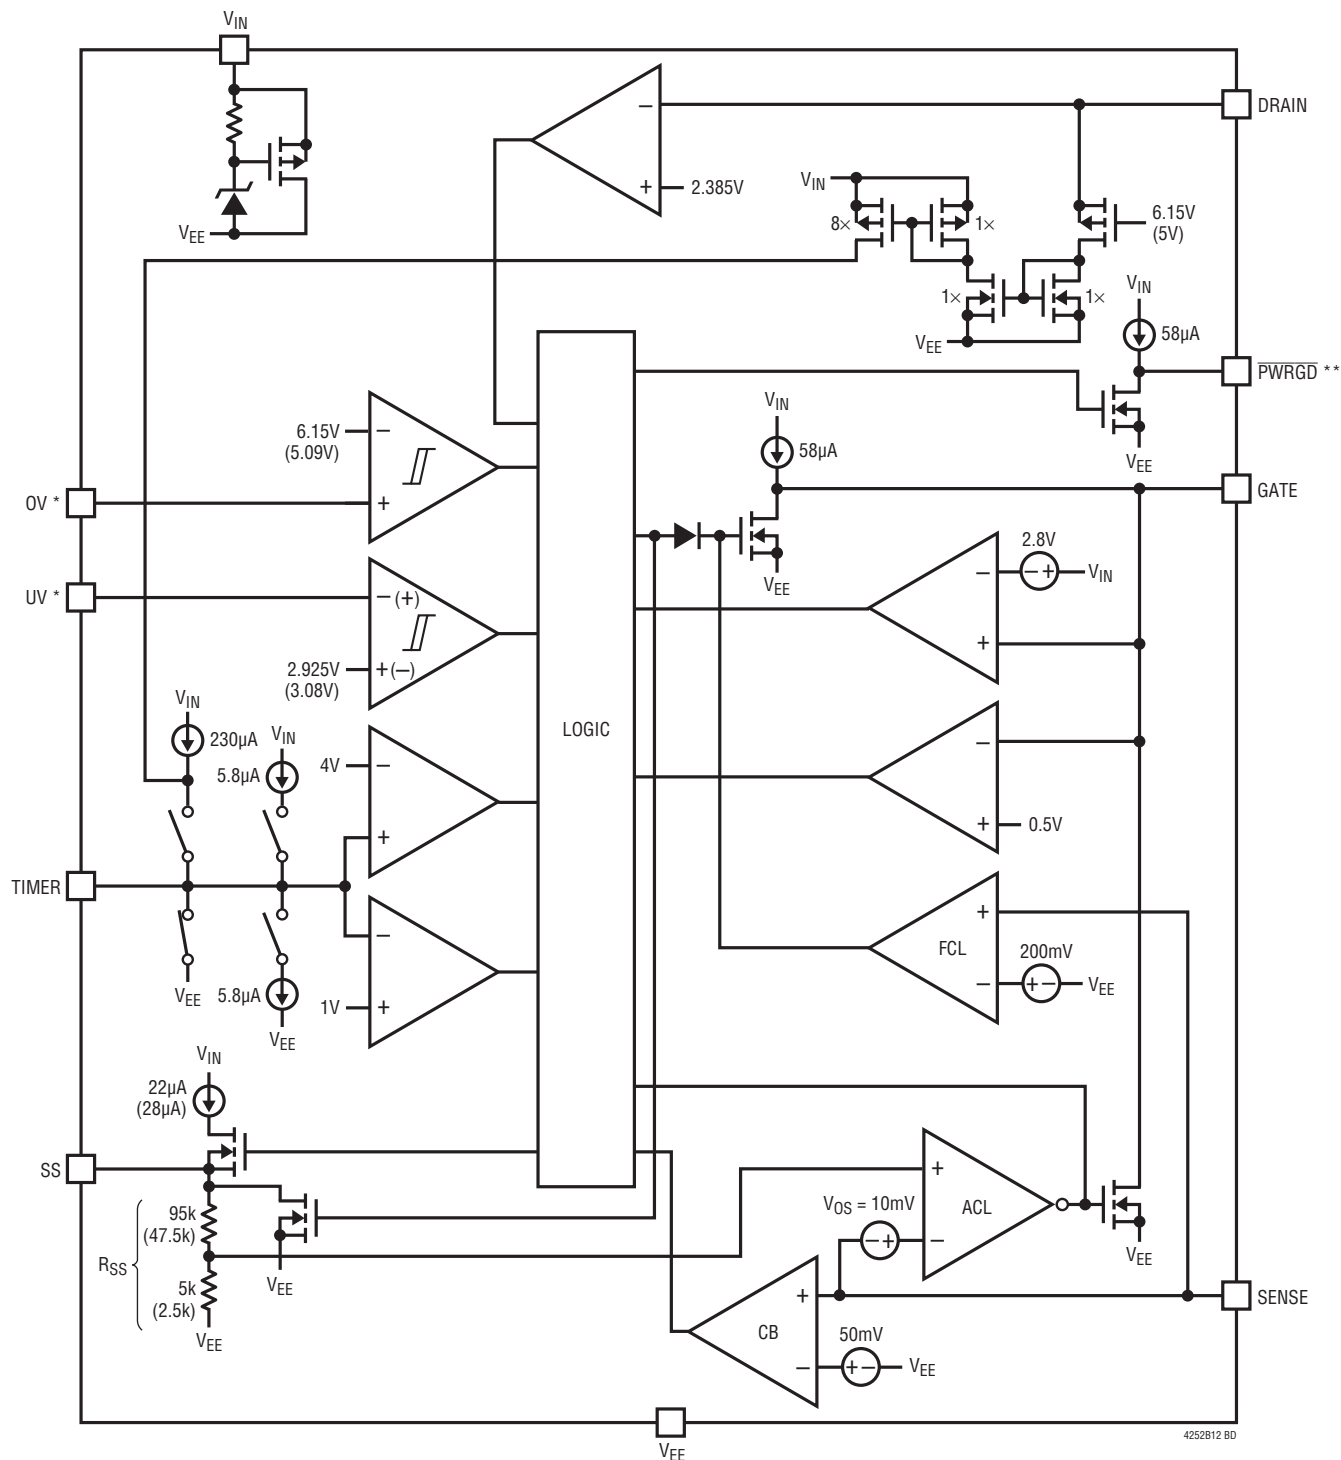 VIN
DRAIN
−
+
2.385V
VIN
8×
1×
6.15V
(5V)
1×
1×
VEE
VEE
VIN
58µA
PWRGD **
VEE
VIN
58µA
GATE
VEE
6.15V
(5.09V)
−
+
OV *
UV *
− (+)
2.925V
(3.08V)
+ (−)
LOGIC
2.8V
− +
VIN
−
+
VIN
230µA
VIN
5.8µA
4V
−
+
TIMER
−
+
0.5V
VEE
5.8µA
VEE
−
1V
+
+
FCL
−
200mV
+ −
VEE
VIN
22µA
(28µA)
SS
95k
(47.5k)
RSS
5k
(2.5k)
VEE
VEE
VOS = 10mV
− +
+
ACL
−
VEE
SENSE
+
CB
−
50mV
+ −
VEE
VEE
4252B12 BD